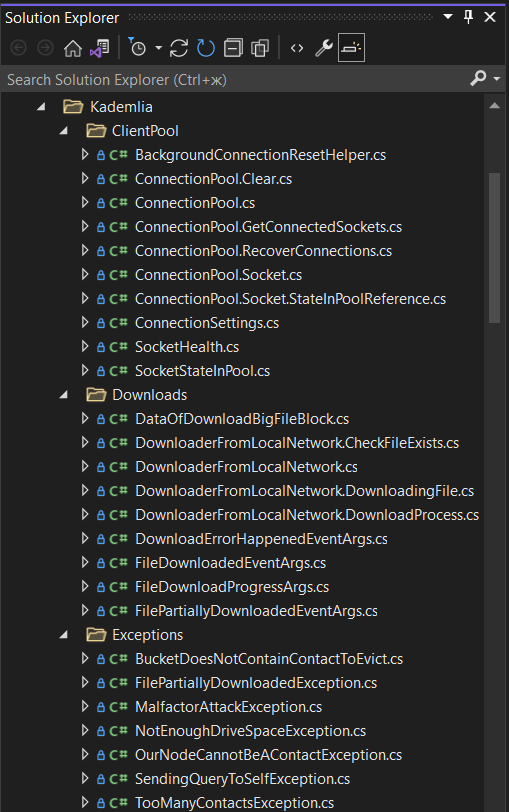 Solution Explorer
Search Solution Explorer (Ctrl+ж)
Kademlia
ClientPool
C# BackgroundConnectionResetHelper.cs
C# ConnectionPool.Clear.cs
C# ConnectionPool.cs
C# ConnectionPool.GetConnectedSockets.cs
C# ConnectionPool.RecoverConnections.cs
C# ConnectionPool.Socket.cs
C# ConnectionPool.Socket.StateInPoolReference.cs
C# ConnectionSettings.cs
C# SocketHealth.cs
C# SocketStateInPool.cs
Downloads
C# DataOfDownloadBigFileBlock.cs
C# DownloaderFromLocalNetwork.CheckFileExists.cs
C# DownloaderFromLocalNetwork.cs
C# DownloaderFromLocalNetwork.DownloadingFile.cs
C# DownloaderFromLocalNetwork.DownloadProcess.cs
C# DownloadErrorHappenedEventArgs.cs
C# FileDownloadedEventArgs.cs
C# FileDownloadProgressArgs.cs
C# FilePartiallyDownloadedEventArgs.cs
Exceptions
C# BucketDoesNotContainContactToEvict.cs
C# FilePartiallyDownloadedException.cs
C# MalfactorAttackException.cs
C# NotEnoughDriveSpaceException.cs
C# OurNodeCannotBeAContactException.cs
C# SendingQueryToSelfException.cs
C# TooManyContactsException.cs